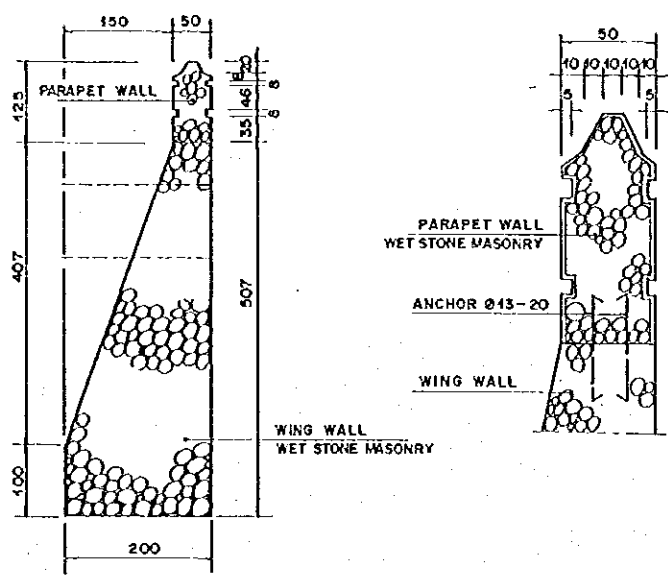 150
50
50
10
10
10
10
10
5
5
PARAPET WALL
125
20
8
46
8
35
PARAPET WALL
WET STONE MASONRY
407
507
ANCHOR Ø13-20
WING WALL
WING WALL
WET STONE MASONRY
100
200